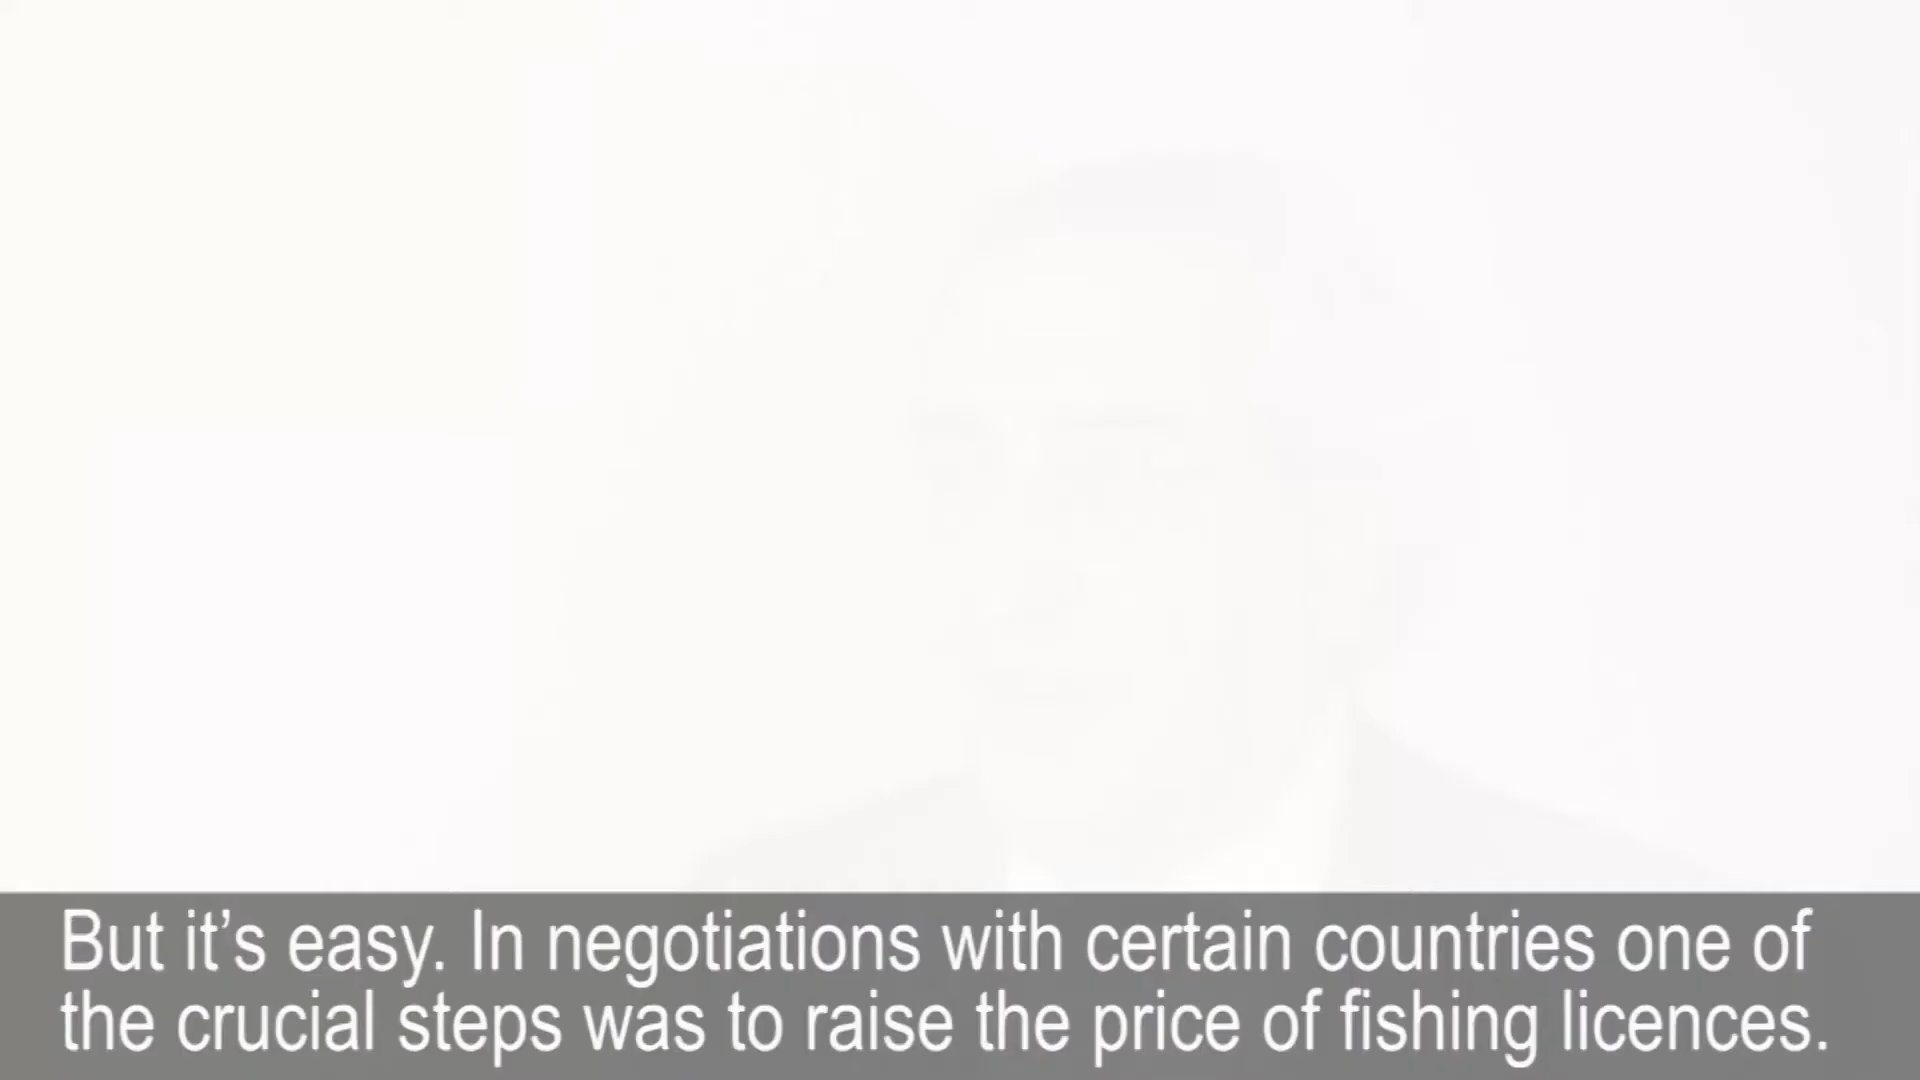 But it’s easy. In negotiations with certain countries one of
the crucial steps was to raise the price of fishing licences.